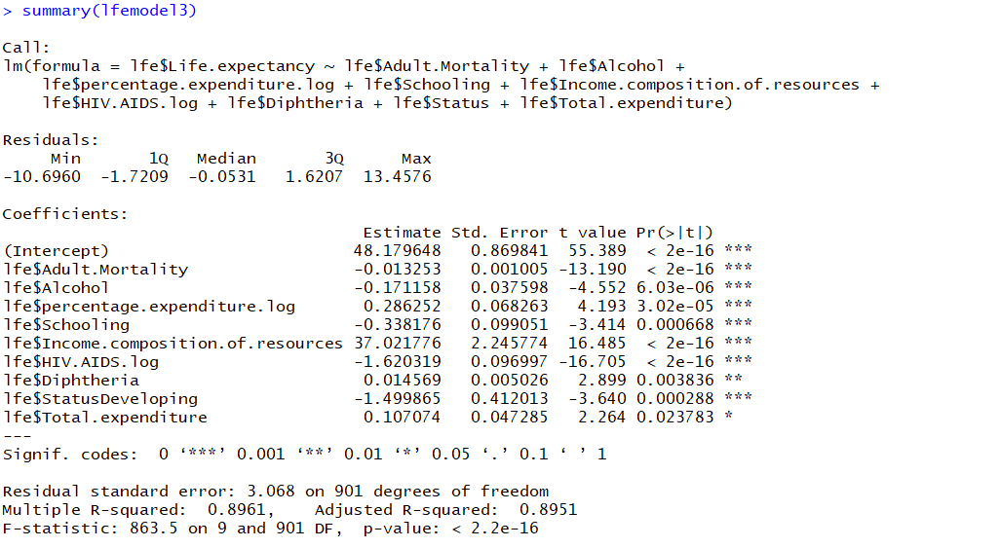 > summary(lfemodel3)
Call:
lm(formula = lfe$Life.expectancy ~ lfe$Adult.Mortality + lfe$Alcohol +
    lfe$percentage.expenditure.log + lfe$Schooling + lfe$Income.composition.of.resources +
    lfe$HIV.AIDS.log + lfe$Diphtheria + lfe$Status + lfe$Total.expenditure)
Residuals:
     Min       1Q   Median       3Q      Max
-10.6960  -1.7209  -0.0531   1.6207  13.4576
Coefficients:
                                     Estimate Std. Error t value Pr(>|t|)
(Intercept)                         48.179648   0.869841  55.389  < 2e-16 ***
lfe$Adult.Mortality                 -0.013253   0.001005 -13.190  < 2e-16 ***
lfe$Alcohol                         -0.171158   0.037598  -4.552 6.03e-06 ***
lfe$percentage.expenditure.log       0.286252   0.068263   4.193 3.02e-05 ***
lfe$Schooling                       -0.338176   0.099051  -3.414 0.000668 ***
lfe$Income.composition.of.resources 37.021776   2.245774  16.485  < 2e-16 ***
lfe$HIV.AIDS.log                    -1.620319   0.096997 -16.705  < 2e-16 ***
lfe$Diphtheria                       0.014569   0.005026   2.899 0.003836 **
lfe$StatusDeveloping                -1.499865   0.412013  -3.640 0.000288 ***
lfe$Total.expenditure                0.107074   0.047285   2.264 0.023783 *
---
Signif. codes:  0 ‘***’ 0.001 ‘**’ 0.01 ‘*’ 0.05 ‘.’ 0.1 ‘ ’ 1
Residual standard error: 3.068 on 901 degrees of freedom
Multiple R-squared:  0.8961,    Adjusted R-squared:  0.8951
F-statistic: 863.5 on 9 and 901 DF,  p-value: < 2.2e-16